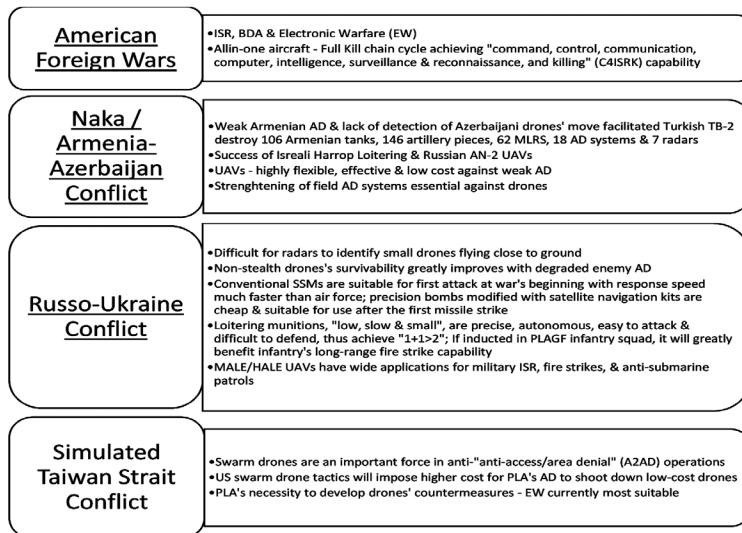 American
Foreign Wars
•ISR, BDA & Electronic Warfare (EW)
•Allin-one aircraft - Full Kill chain cycle achieving "command, control, communication,
computer, intelligence, surveillance & reconnaissance, and killing" (C4ISRK) capability
Naka /
Armenia-
Azerbaijan
Conflict
•Weak Armenian AD & lack of detection of Azerbaijani drones' move facilitated Turkish TB-2
destroy 106 Armenian tanks, 146 artillery pieces, 62 MLRS, 18 AD systems & 7 radars
•Success of Isreali Harrop Loitering & Russian AN-2 UAVs
•UAVs - highly flexible, effective & low cost against weak AD
•Strenghtening of field AD systems essential against drones
Russo-Ukraine
Conflict
•Difficult for radars to identify small drones flying close to ground
•Non-stealth drones's survivability greatly improves with degraded enemy AD
•Conventional SSMs are suitable for first attack at war's beginning with response speed
much faster than air force; precision bombs modified with satellite navigation kits are
cheap & suitable for use after the first missile strike
•Loitering munitions, "low, slow & small", are precise, autonomous, easy to attack &
difficult to defend, thus achieve "1+1>2"; If inducted in PLAGF infantry squad, it will greatly
benefit infantry's long-range fire strike capability
•MALE/HALE UAVs have wide applications for military ISR, fire strikes, & anti-submarine
patrols
Simulated
Taiwan Strait
Conflict
•Swarm drones are an important force in anti-"anti-access/area denial" (A2AD) operations
•US swarm drone tactics will impose higher cost for PLA's AD to shoot down low-cost drones
•PLA's necessity to develop drones' countermeasures - EW currently most suitable